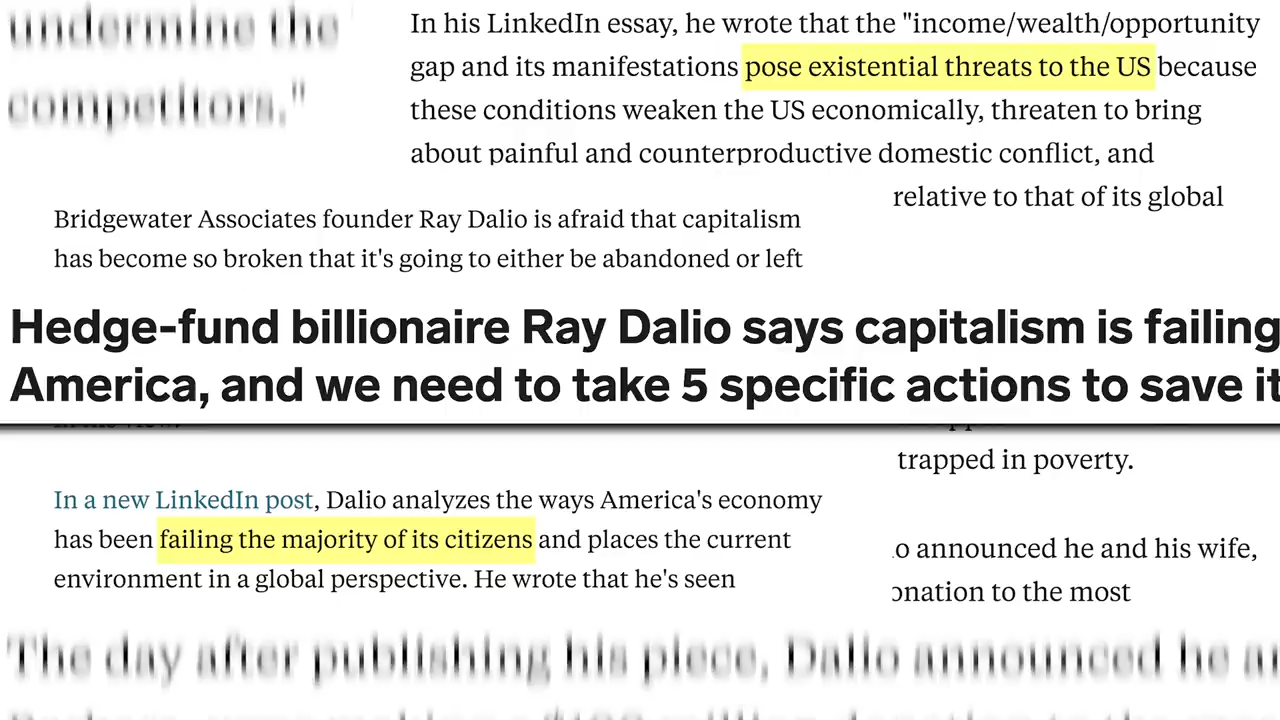 undermine the
competitors."
In his LinkedIn essay, he wrote that the "income/wealth/opportunity
gap and its manifestations pose existential threats to the US because
these conditions weaken the US economically, threaten to bring
about painful and counterproductive domestic conflict, and
relative to that of its global
Bridgewater Associates founder Ray Dalio is afraid that capitalism
has become so broken that it's going to either be abandoned or left
Hedge-fund billionaire Ray Dalio says capitalism is failing
America, and we need to take 5 specific actions to save it
trapped in poverty.
In a new LinkedIn post, Dalio analyzes the ways America's economy
has been failing the majority of its citizens and places the current
environment in a global perspective. He wrote that he's seen
o announced he and his wife,
onation to the most
The day after publishing his piece, Dalio announced he